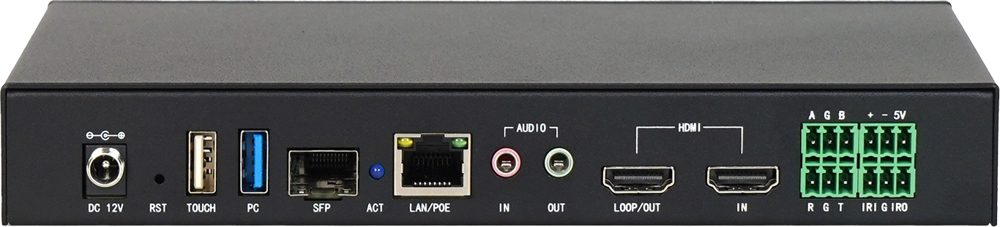 A G B + - 5V
AUDIO HDMI
DC 12V RST TOUCH PC SFP ACT LAN/POE IN OUT LOOP/OUT IN R G T IRI G IRO